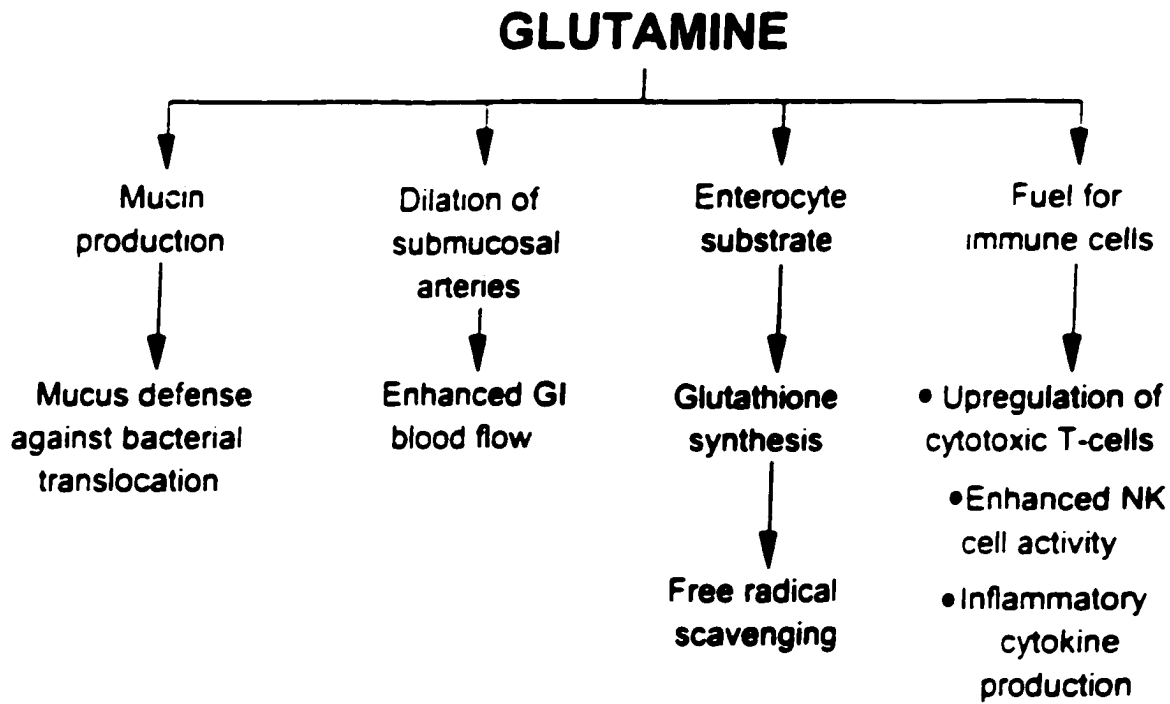 GLUTAMINE
Mucin
production
Dilation of
submucosal
arteries
Enterocyte
substrate
Fuel for
immune cells
Mucus defense
against bacterial
translocation
Enhanced GI
blood flow
Glutathione
synthesis
• Upregulation of
cytotoxic T-cells
•Enhanced NK
cell activity
Free radical
scavenging
•Inflammatory
cytokine
production